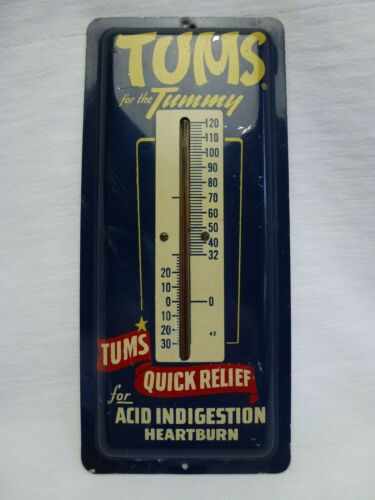 TUMS
for the Tummy
120
110
100
90
80
70
60
50
40
32
20
10
0 0
10
20
30
42
TUMS
QUICK RELIEF
for
ACID INDIGESTION
HEARTBURN